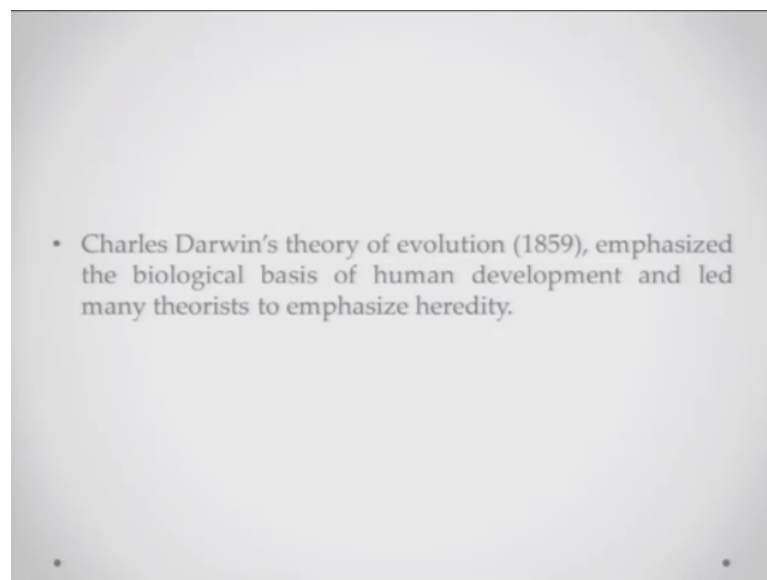 • Charles Darwin's theory of evolution (1859), emphasized
the biological basis of human development and led
many theorists to emphasize heredity.